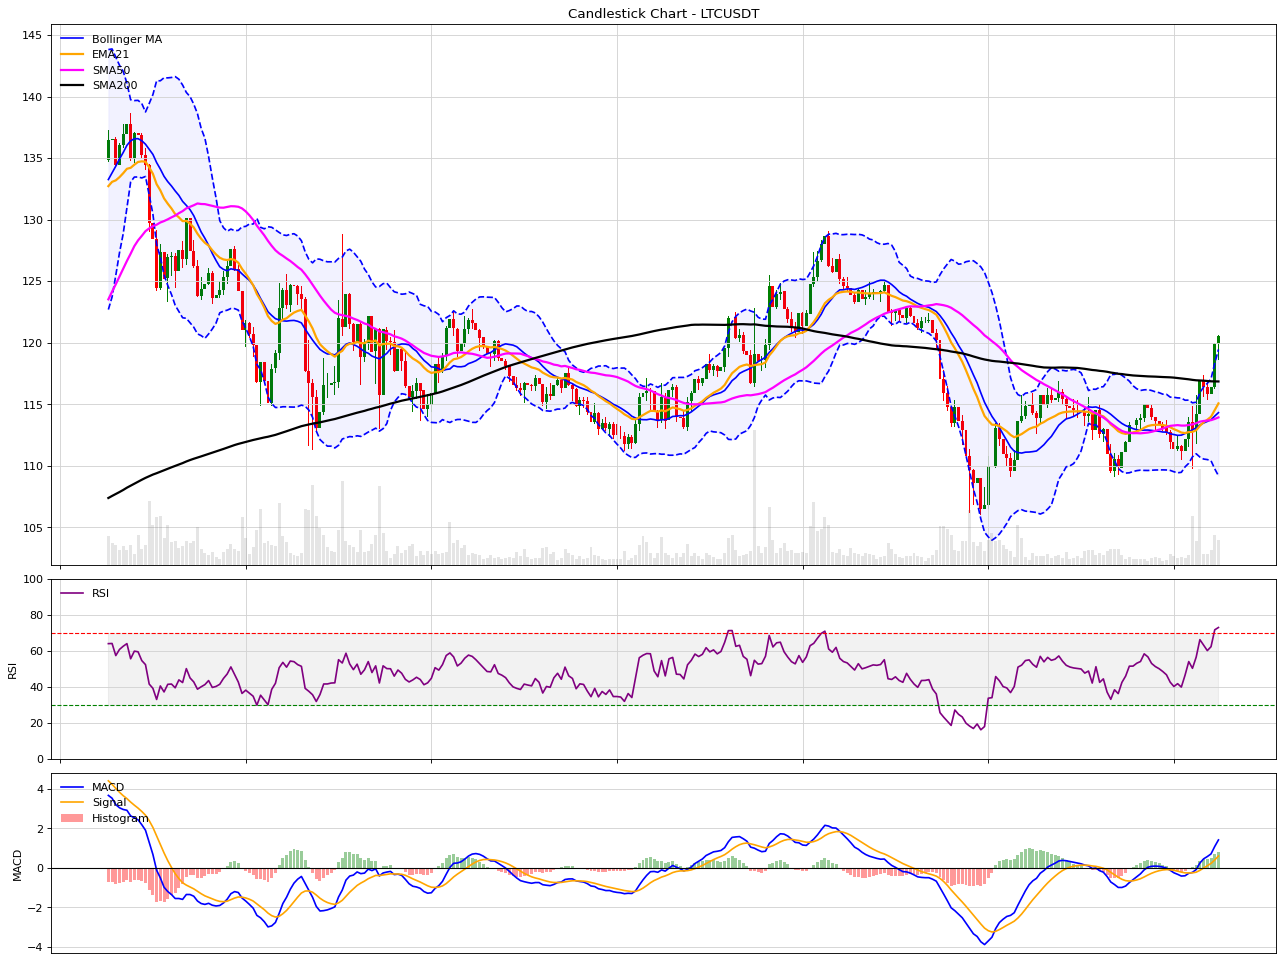 Candlestick Chart - LTCUSDT
145
140
135
130
125
120
115
110
105
Bollinger MA
EMA21
SMA50
SMA200
100
80
60
40
20
0
RSI
RSI
4
2
0
−2
−4
MACD
MACD
Signal
Histogram